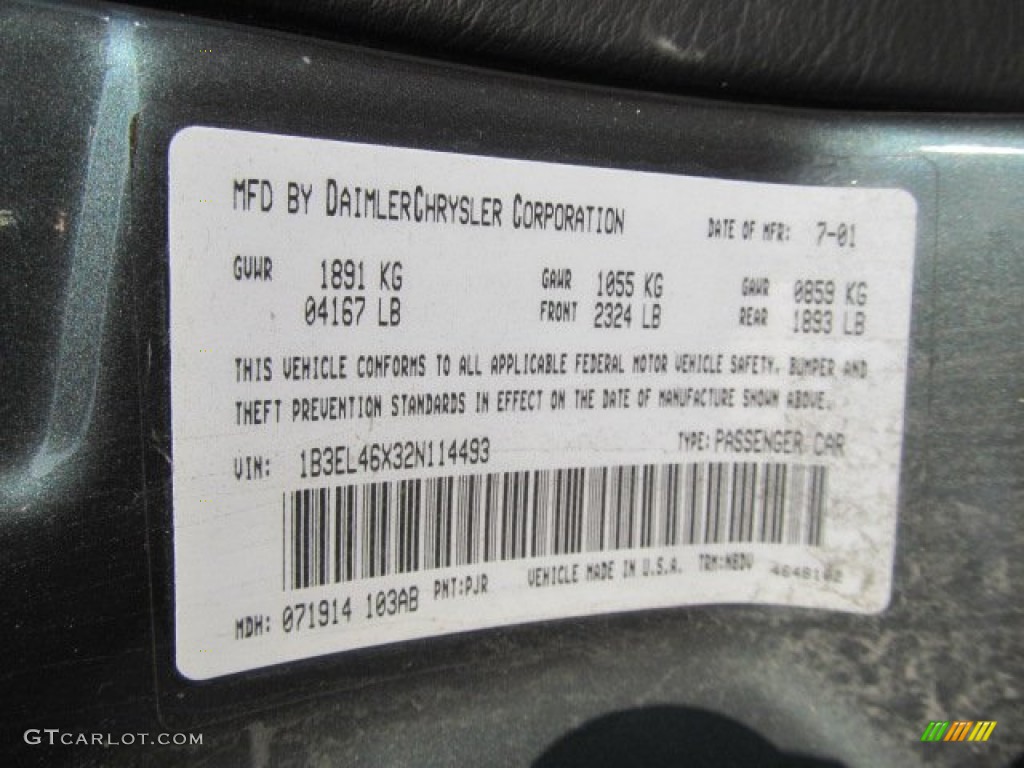 MFD BY DAIMLERCHRYSLER CORPORATION DATE OF MFR: 7-01
GVWR 1891 KG GAWR 1055 KG GAWR 0859 KG
04167 LB FRONT 2324 LB REAR 1893 LB
THIS VEHICLE CONFORMS TO ALL APPLICABLE FEDERAL MOTOR VEHICLE SAFETY, BUMPER AND
THEFT PREVENTION STANDARDS IN EFFECT ON THE DATE OF MANUFACTURE SHOWN ABOVE.
VIN: 1B3EL46X32N114493 TYPE: PASSENGER CAR
MDH: 071914 103AB PNT:PJR VEHICLE MADE IN U.S.A. TRM:NBDV
GTCARLOT.COM